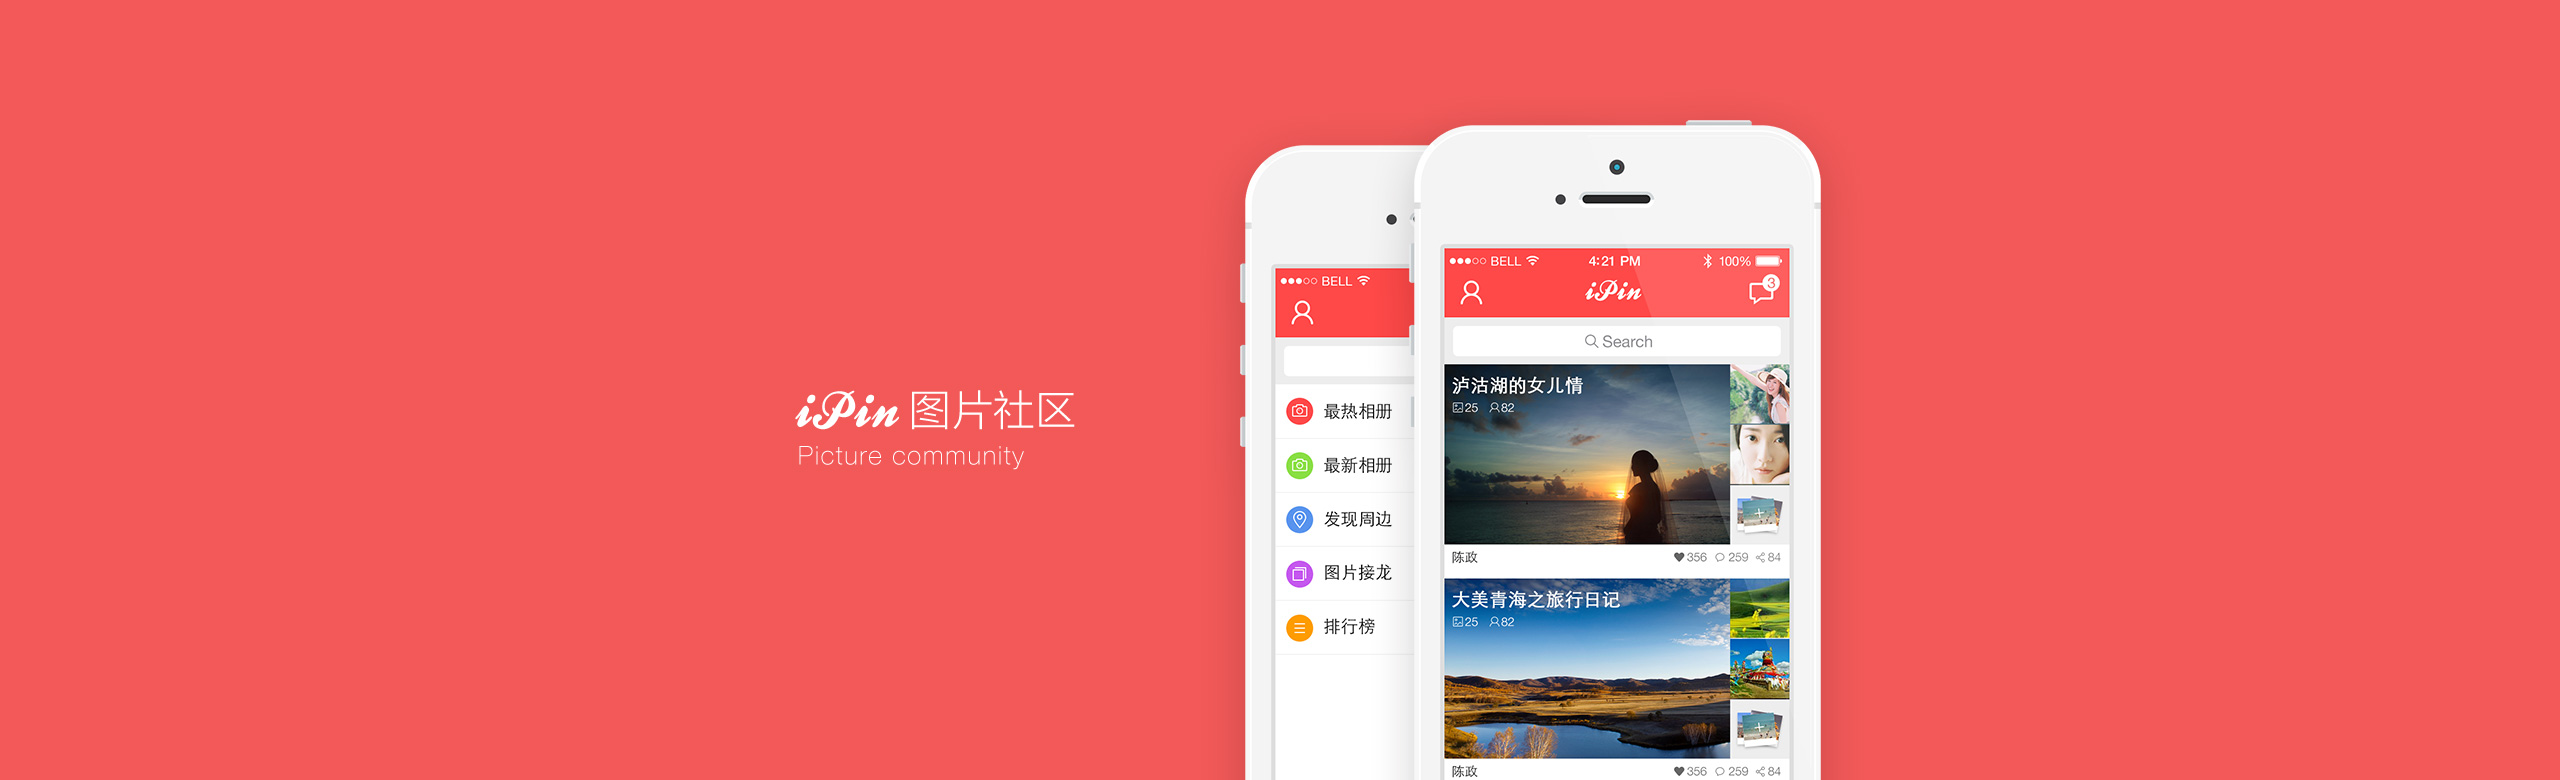 iPin 图片社区
Picture community
BELL
最热相册
最新相册
发现周边
图片接龙
排行榜
BELL 4:21 PM 100%
iPin 3
Search
泸沽湖的女儿情
25 82
陈政 356 259 84
大美青海之旅行日记
25 82
陈政 356 259 84